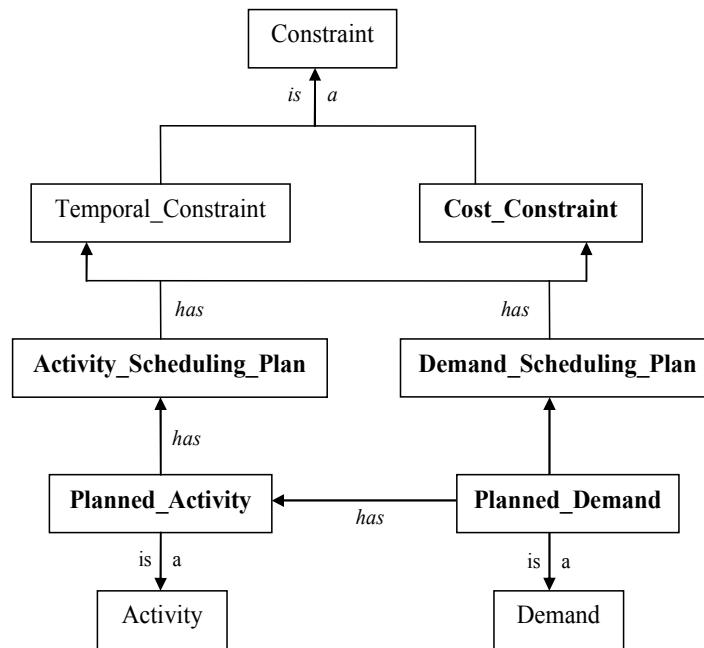 Constraint
is a
Temporal_Constraint
Cost_Constraint
has
has
Activity_Scheduling_Plan
Demand_Scheduling_Plan
has
Planned_Activity
has
Planned_Demand
is a
is a
Activity
Demand